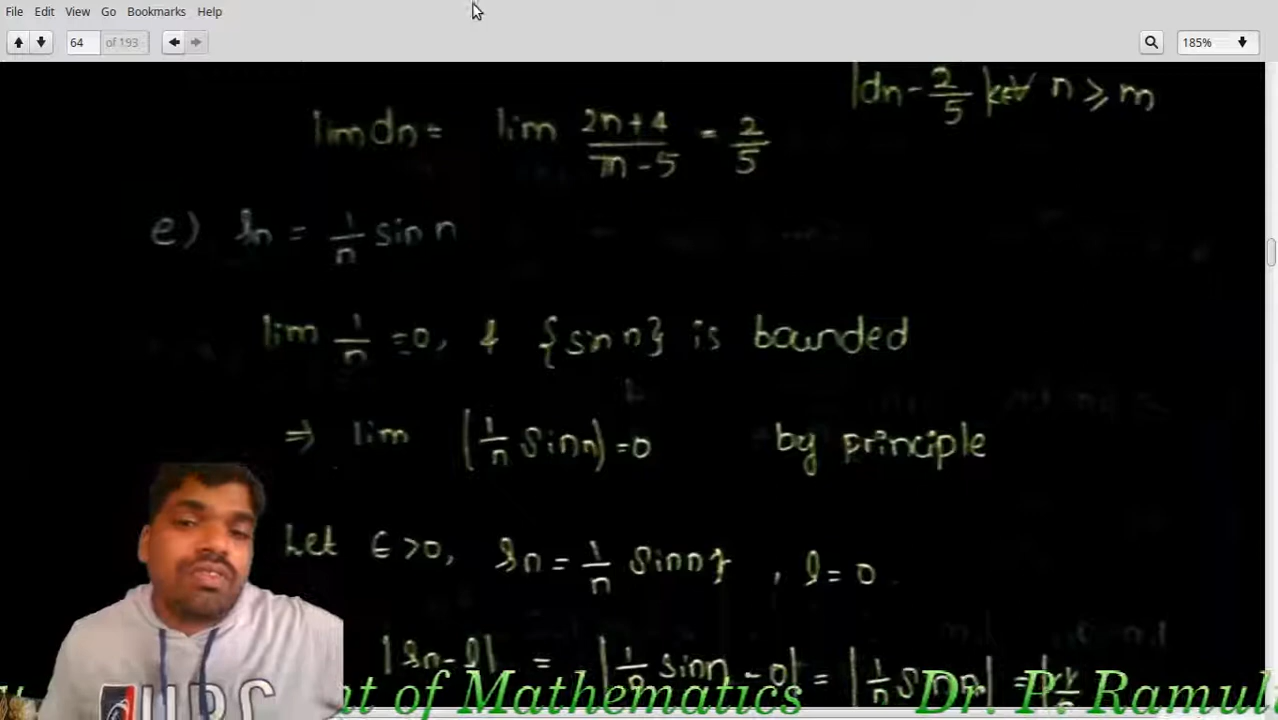 File Edit View Go Bookmarks Help
64 of 193 185%
|dn - 2/5 |<ε ∀ n ⩾ m
lim dn = lim 2n+4/7n-5 = 2/5
e) sn = 1/n sin n
lim 1/n = 0, & {sin n} is bounded
⇒ lim (1/n sin n) = 0 by principle
Let ε > 0, sn = 1/n sin n} , l = 0
|sn - l| = |1/n sin n - 0| = |1/n sin n| =
t of Mathematics Dr. P. Ramul